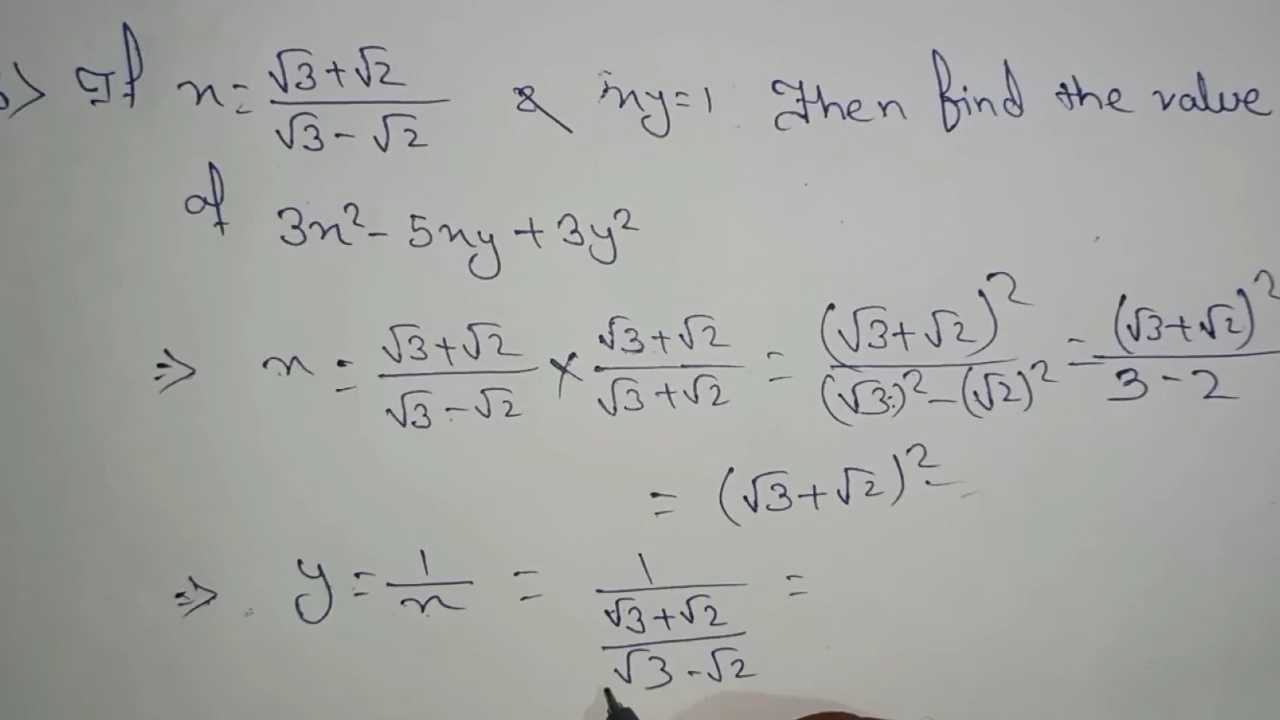 > If x = (√3+√2)/(√3-√2) & xy=1 Then find the value
of 3x² - 5xy + 3y²
⇒ x = (√3+√2)/(√3-√2) × (√3+√2)/(√3+√2) = (√3+√2)²/((√3)²-(√2)²) = (√3+√2)²/(3-2)
= (√3+√2)²
⇒ y = 1/x = 1/((√3+√2)/(√3-√2)) =